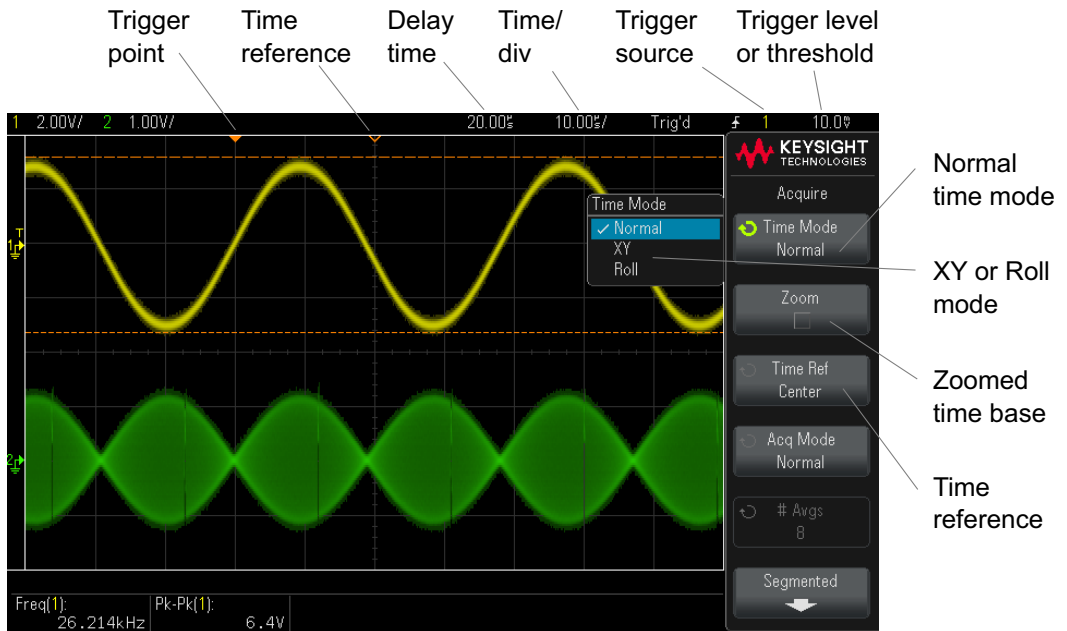 Trigger point
Time reference
Delay time
Time/ div
Trigger source
Trigger level or threshold
1 2.00V/ 2 1.00V/ 20.00s 10.00s/ Trig'd 1 10.0V
KEYSIGHT
TECHNOLOGIES
Acquire
Time Mode
Normal
Zoom
Time Ref
Center
Acq Mode
Normal
# Avgs
8
Segmented
Time Mode
✓ Normal
XY
Roll
T
1
2
Freq(1):
26.214kHz
Pk-Pk(1):
6.4V
Normal
time mode
XY or Roll
mode
Zoomed
time base
Time
reference